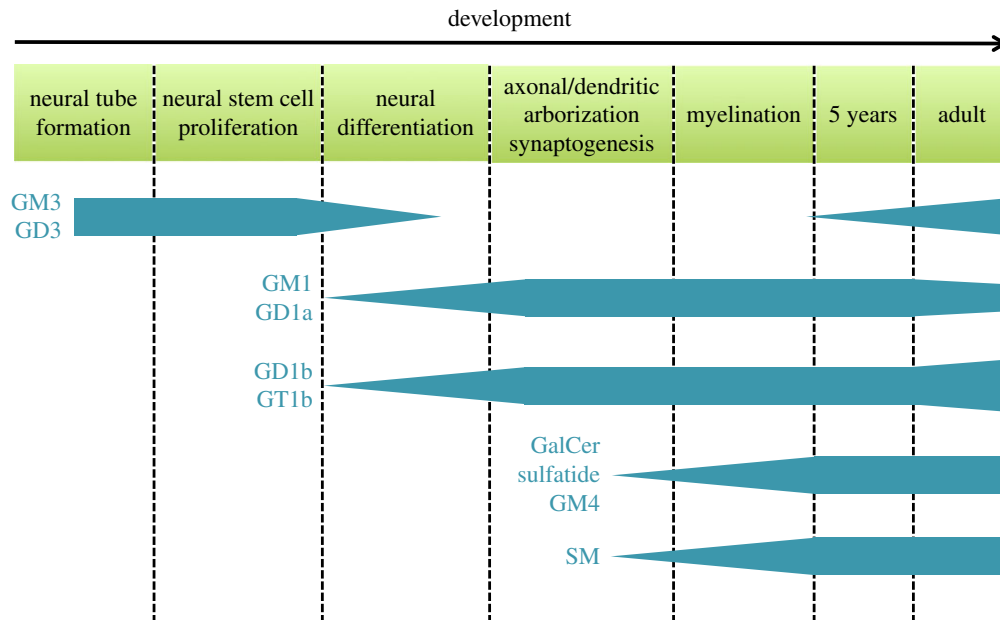 development
neural tube
formation
neural stem cell
proliferation
neural
differentiation
axonal/dendritic
arborization
synaptogenesis
myelination
5 years
adult
GM3
GD3
GM1
GD1a
GD1b
GT1b
GalCer
sulfatide
GM4
SM